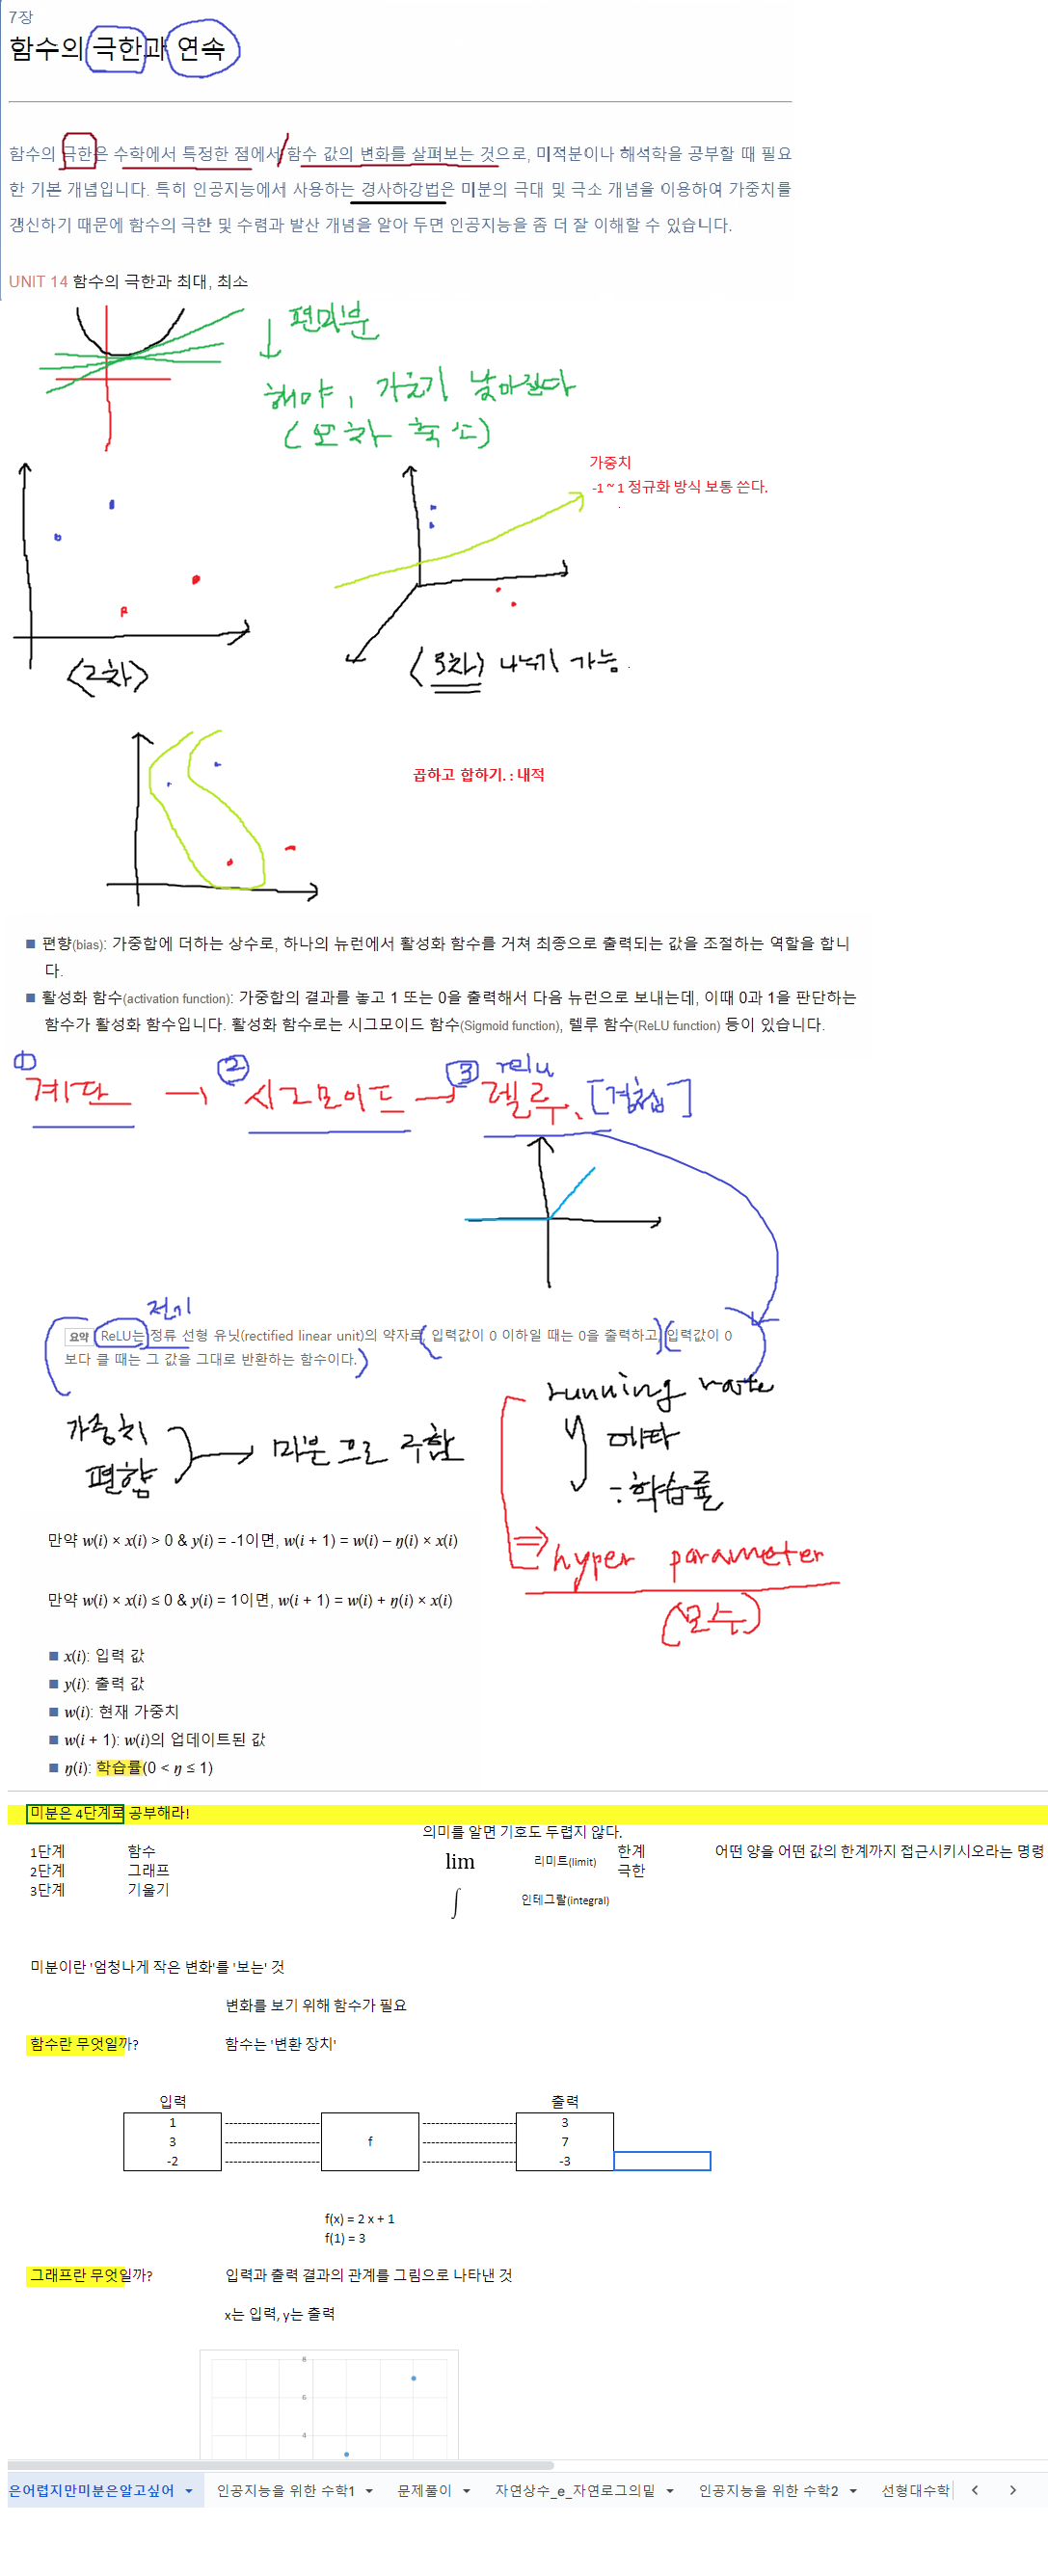 7장
함수의 극한과 연속
함수의 극한은 수학에서 특정한 점에서 함수 값의 변화를 살펴보는 것으로, 미적분이나 해석학을 공부할 때 필요
한 기본 개념입니다. 특히 인공지능에서 사용하는 경사하강법은 미분의 극대 및 극소 개념을 이용하여 가중치를
갱신하기 때문에 함수의 극한 및 수렴과 발산 개념을 알아 두면 인공지능을 좀 더 잘 이해할 수 있습니다.
UNIT 14 함수의 극한과 최대, 최소
편미분
해야, 기울기 낮아진다
(오차 축소)
가중치
-1 ~ 1 정규화 방식 보통 쓴다.
<2차>
<3차> 나누기 가능
곱하고 합하기. : 내적
■ 편향(bias): 가중합에 더하는 상수로, 하나의 뉴런에서 활성화 함수를 거쳐 최종으로 출력되는 값을 조절하는 역할을 합니
다.
■ 활성화 함수(activation function): 가중합의 결과를 놓고 1 또는 0을 출력해서 다음 뉴런으로 보내는데, 이때 0과 1을 판단하는
함수가 활성화 함수입니다. 활성화 함수로는 시그모이드 함수(Sigmoid function), 렐루 함수(ReLU function) 등이 있습니다.
① ② ③ relu
계단 → 시그모이드 → 렐루、
전기
요약 ReLU는 정류 선형 유닛(rectified linear unit)의 약자로, 입력값이 0 이하일 때는 0을 출력하고, 입력값이 0
보다 클 때는 그 값을 그대로 반환하는 함수이다.
running rate
가중치
편향
미분으로 구함
에타
: 학습률
만약 w(i) × x(i) > 0 & y(i) = -1이면, w(i + 1) = w(i) – η(i) × x(i)
⇒ hyper parameter
만약 w(i) × x(i) ≤ 0 & y(i) = 1이면, w(i + 1) = w(i) + η(i) × x(i)
(모수)
■ x(i): 입력 값
■ y(i): 출력 값
■ w(i): 현재 가중치
■ w(i + 1): w(i)의 업데이트된 값
■ η(i): 학습률(0 < η ≤ 1)
미분은 4단계로 공부해라!
의미를 알면 기호도 두렵지 않다.
1단계 함수 lim 리미트(limit) 한계 어떤 양을 어떤 값의 한계까지 접근시키시오라는 명령
2단계 그래프 극한
3단계 기울기
∫ 인테그랄(integral)
미분이란 '엄청나게 작은 변화'를 '보는' 것
변화를 보기 위해 함수가 필요
함수란 무엇일까? 함수는 '변환 장치'
입력 출력
1 ---------------------- ---------------------- 3
3 ---------------------- f ---------------------- 7
-2 ---------------------- ---------------------- -3
f(x) = 2 x + 1
f(1) = 3
그래프란 무엇일까? 입력과 출력 결과의 관계를 그림으로 나타낸 것
x는 입력, y는 출력
8
6
4
은어렵지만미분은알고싶어 인공지능을 위한 수학1 문제풀이 자연상수_e_자연로그의밑 인공지능을 위한 수학2 선형대수학